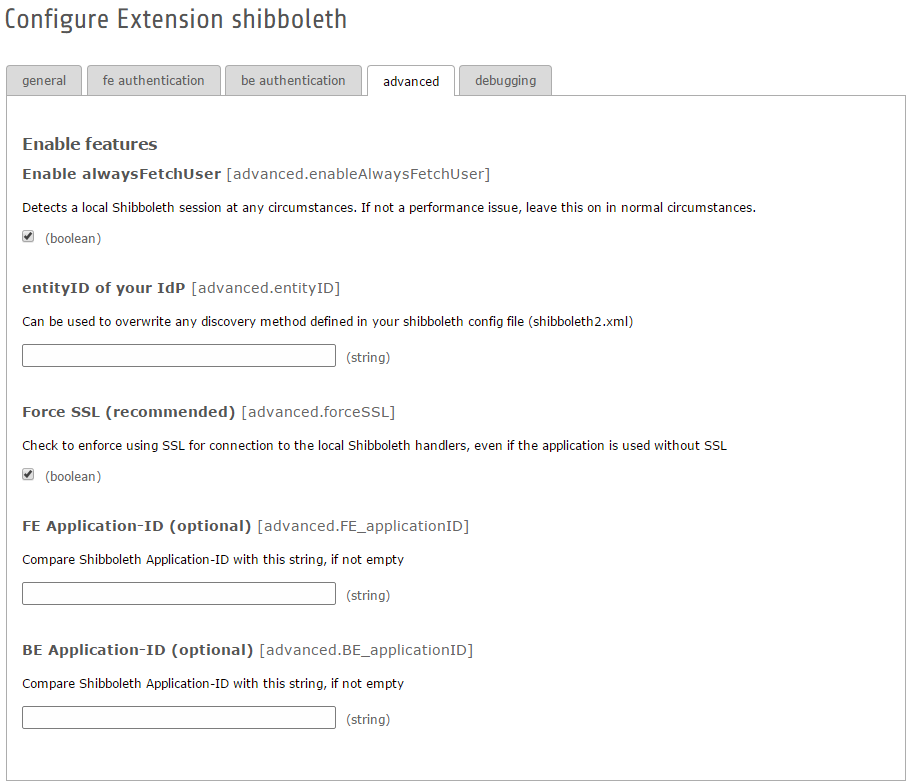 Configure Extension shibboleth
general fe authentication be authentication advanced debugging
Enable features
Enable alwaysFetchUser [advanced.enableAlwaysFetchUser]
Detects a local Shibboleth session at any circumstances. If not a performance issue, leave this on in normal circumstances.
(boolean)
entityID of your IdP [advanced.entityID]
Can be used to overwrite any discovery method defined in your shibboleth config file (shibboleth2.xml)
(string)
Force SSL (recommended) [advanced.forceSSL]
Check to enforce using SSL for connection to the local Shibboleth handlers, even if the application is used without SSL
(boolean)
FE Application-ID (optional) [advanced.FE_applicationID]
Compare Shibboleth Application-ID with this string, if not empty
(string)
BE Application-ID (optional) [advanced.BE_applicationID]
Compare Shibboleth Application-ID with this string, if not empty
(string)